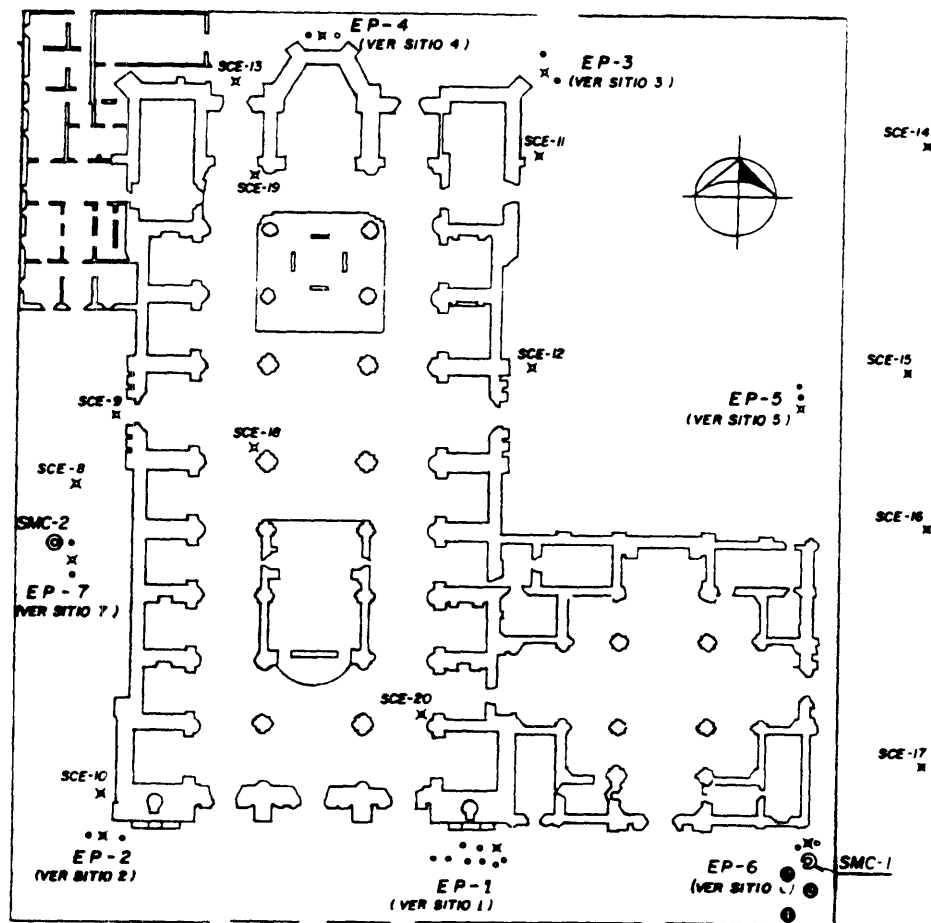 EP-4
(VER SITIO 4)
EP-3
(VER SITIO 3)
SCE-13
SCE-14
SCE-11
SCE-19
SCE-12
SCE-15
SCE-9
EP-5
(VER SITIO 5)
SCE-18
SCE-8
SMC-2
SCE-16
EP-7
(VER SITIO 7)
SCE-20
SCE-17
SCE-10
EP-2
(VER SITIO 2)
EP-1
(VER SITIO 1)
EP-6
(VER SITIO
SMC-1